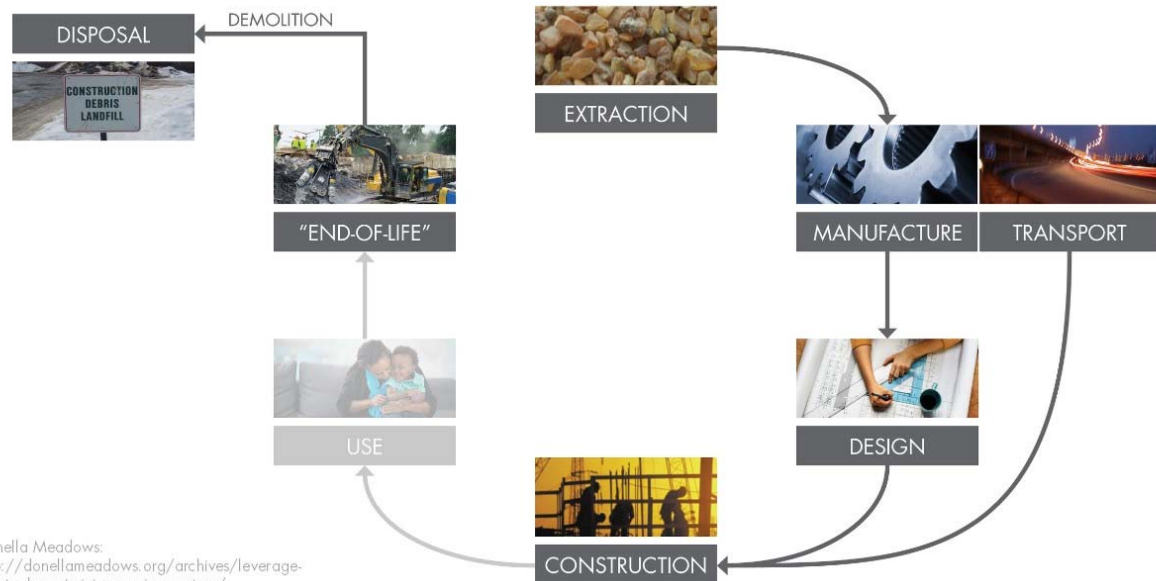 DEMOLITION
DISPOSAL
CONSTRUCTION
DEBRIS
LANDFILL
EXTRACTION
"END-OF-LIFE"
MANUFACTURE
TRANSPORT
USE
DESIGN
CONSTRUCTION
Meadows:
://donellameadows.org/archives/leverage-